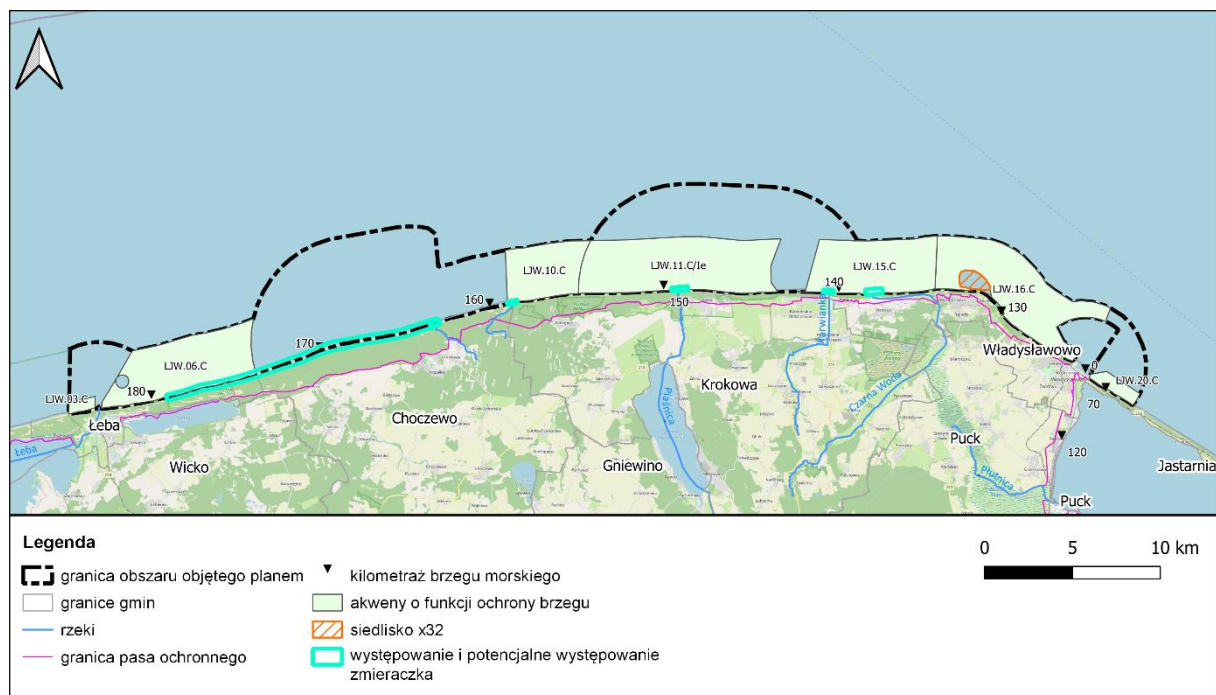 LJW.10.C
LJW.11.C/Ie
LJW.15.C
LJW.16.C
LJW.06.C
LJW.03.C
LJW.20.C
180
170
160
150
140
130
0
70
120
Łeba
Łeba
Wicko
Choczewo
Gniewino
Krokowa
Piaśnica
Karwianka
Czarna Woda
Władysławowo
Puck
Płutnica
Puck
Jastarnia
Legenda
granica obszaru objętego planem
granice gmin
rzeki
granica pasa ochronnego
kilometraż brzegu morskiego
akweny o funkcji ochrony brzegu
siedlisko x32
występowanie i potencjalne występowanie
zmieraczka
0 5 10 km